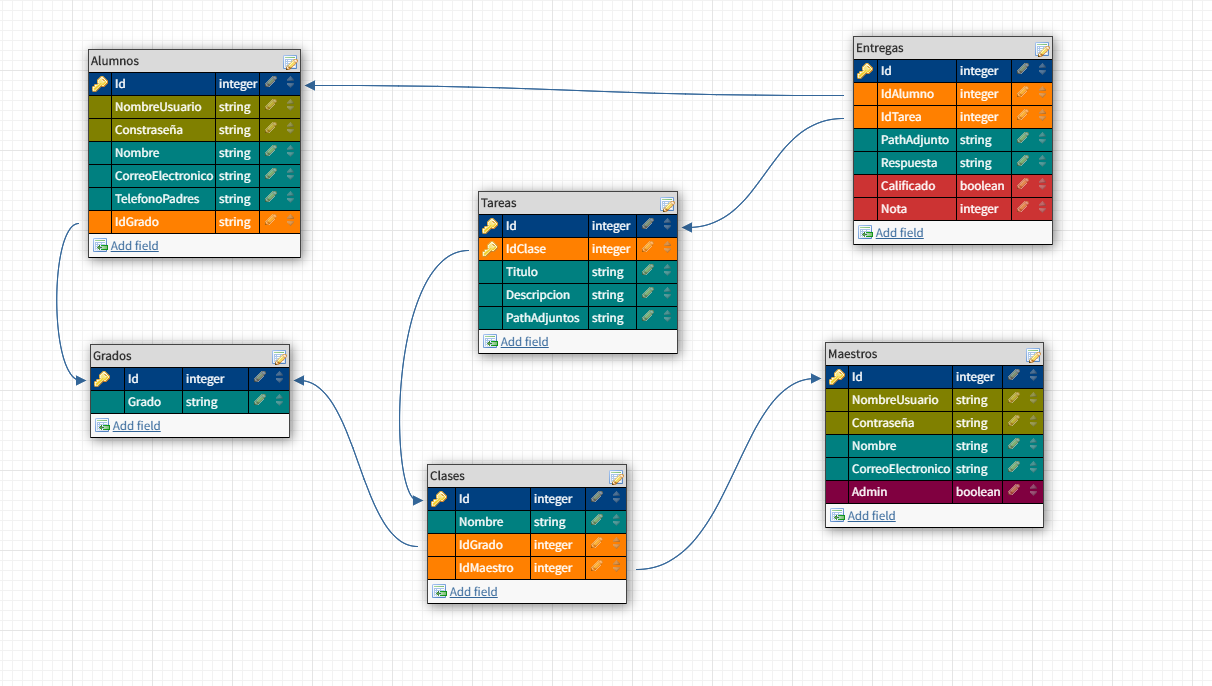 Alumnos
Id integer
NombreUsuario string
Constraseña string
Nombre string
CorreoElectronico string
TelefonoPadres string
IdGrado string
Add field
Entregas
Id integer
IdAlumno integer
IdTarea integer
PathAdjunto string
Respuesta string
Calificado boolean
Nota integer
Add field
Tareas
Id integer
IdClase integer
Titulo string
Descripcion string
PathAdjuntos string
Add field
Grados
Id integer
Grado string
Add field
Maestros
Id integer
NombreUsuario string
Contraseña string
Nombre string
CorreoElectronico string
Admin boolean
Add field
Clases
Id integer
Nombre string
IdGrado integer
IdMaestro integer
Add field